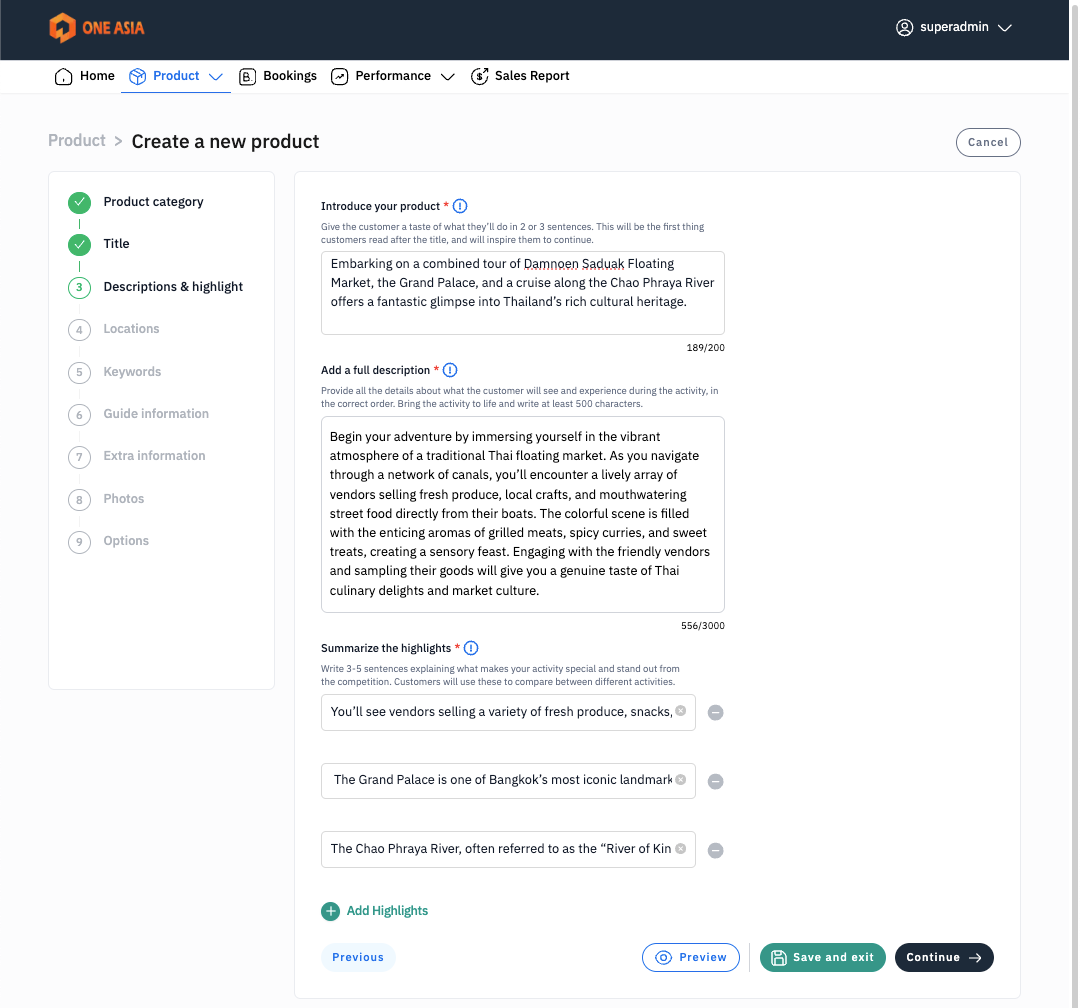 ONE ASIA
superadmin
Home
Product
Bookings
Performance
Sales Report
Product > Create a new product
Cancel
Product category
Title
3 Descriptions & highlight
4 Locations
5 Keywords
6 Guide information
7 Extra information
8 Photos
9 Options
Introduce your product *
Give the customer a taste of what they'll do in 2 or 3 sentences. This will be the first thing
customers read after the title, and will inspire them to continue.
Embarking on a combined tour of Damnoen Saduak Floating
Market, the Grand Palace, and a cruise along the Chao Phraya River
offers a fantastic glimpse into Thailand's rich cultural heritage.
189/200
Add a full description *
Provide all the details about what the customer will see and experience during the activity, in
the correct order. Bring the activity to life and write at least 500 characters.
Begin your adventure by immersing yourself in the vibrant
atmosphere of a traditional Thai floating market. As you navigate
through a network of canals, you'll encounter a lively array of
vendors selling fresh produce, local crafts, and mouthwatering
street food directly from their boats. The colorful scene is filled
with the enticing aromas of grilled meats, spicy curries, and sweet
treats, creating a sensory feast. Engaging with the friendly vendors
and sampling their goods will give you a genuine taste of Thai
culinary delights and market culture.
556/3000
Summarize the highlights *
Write 3-5 sentences explaining what makes your activity special and stand out from
the competition. Customers will use these to compare between different activities.
You'll see vendors selling a variety of fresh produce, snacks,
The Grand Palace is one of Bangkok's most iconic landmark
The Chao Phraya River, often referred to as the “River of Kin
Add Highlights
Previous
Preview
Save and exit
Continue